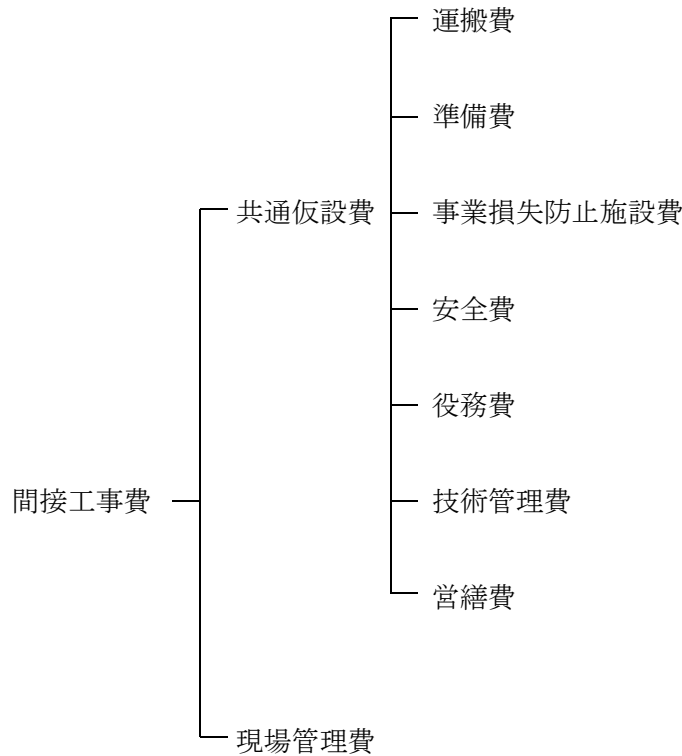 運搬費
準備費
共通仮設費
事業損失防止施設費
安全費
役務費
間接工事費
技術管理費
営繕費
現場管理費